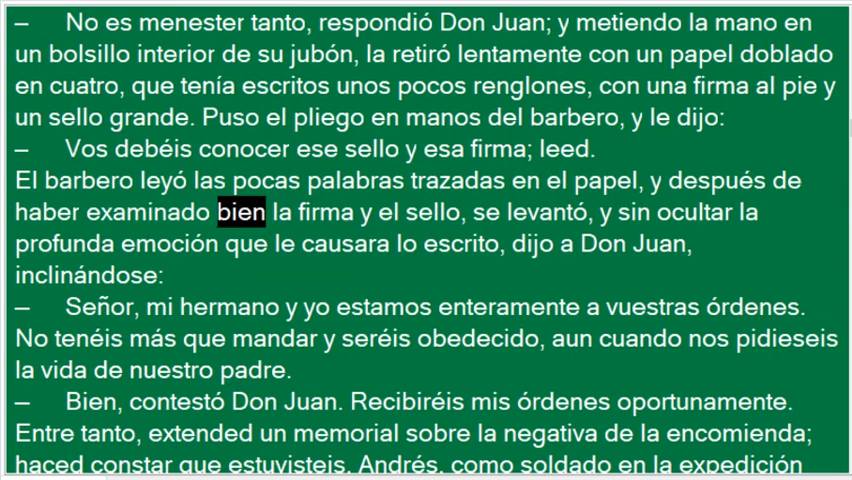 – No es menester tanto, respondió Don Juan; y metiendo la mano en
un bolsillo interior de su jubón, la retiró lentamente con un papel doblado
en cuatro, que tenía escritos unos pocos renglones, con una firma al pie y
un sello grande. Puso el pliego en manos del barbero, y le dijo:
– Vos debéis conocer ese sello y esa firma; leed.
El barbero leyó las pocas palabras trazadas en el papel, y después de
haber examinado bien la firma y el sello, se levantó, y sin ocultar la
profunda emoción que le causara lo escrito, dijo a Don Juan,
inclinándose:
– Señor, mi hermano y yo estamos enteramente a vuestras órdenes.
No tenéis más que mandar y seréis obedecido, aun cuando nos pidieseis
la vida de nuestro padre.
– Bien, contestó Don Juan. Recibiréis mis órdenes oportunamente.
Entre tanto, extended un memorial sobre la negativa de la encomienda;
haced constar que estuvisteis, Andrés, como soldado en la expedición